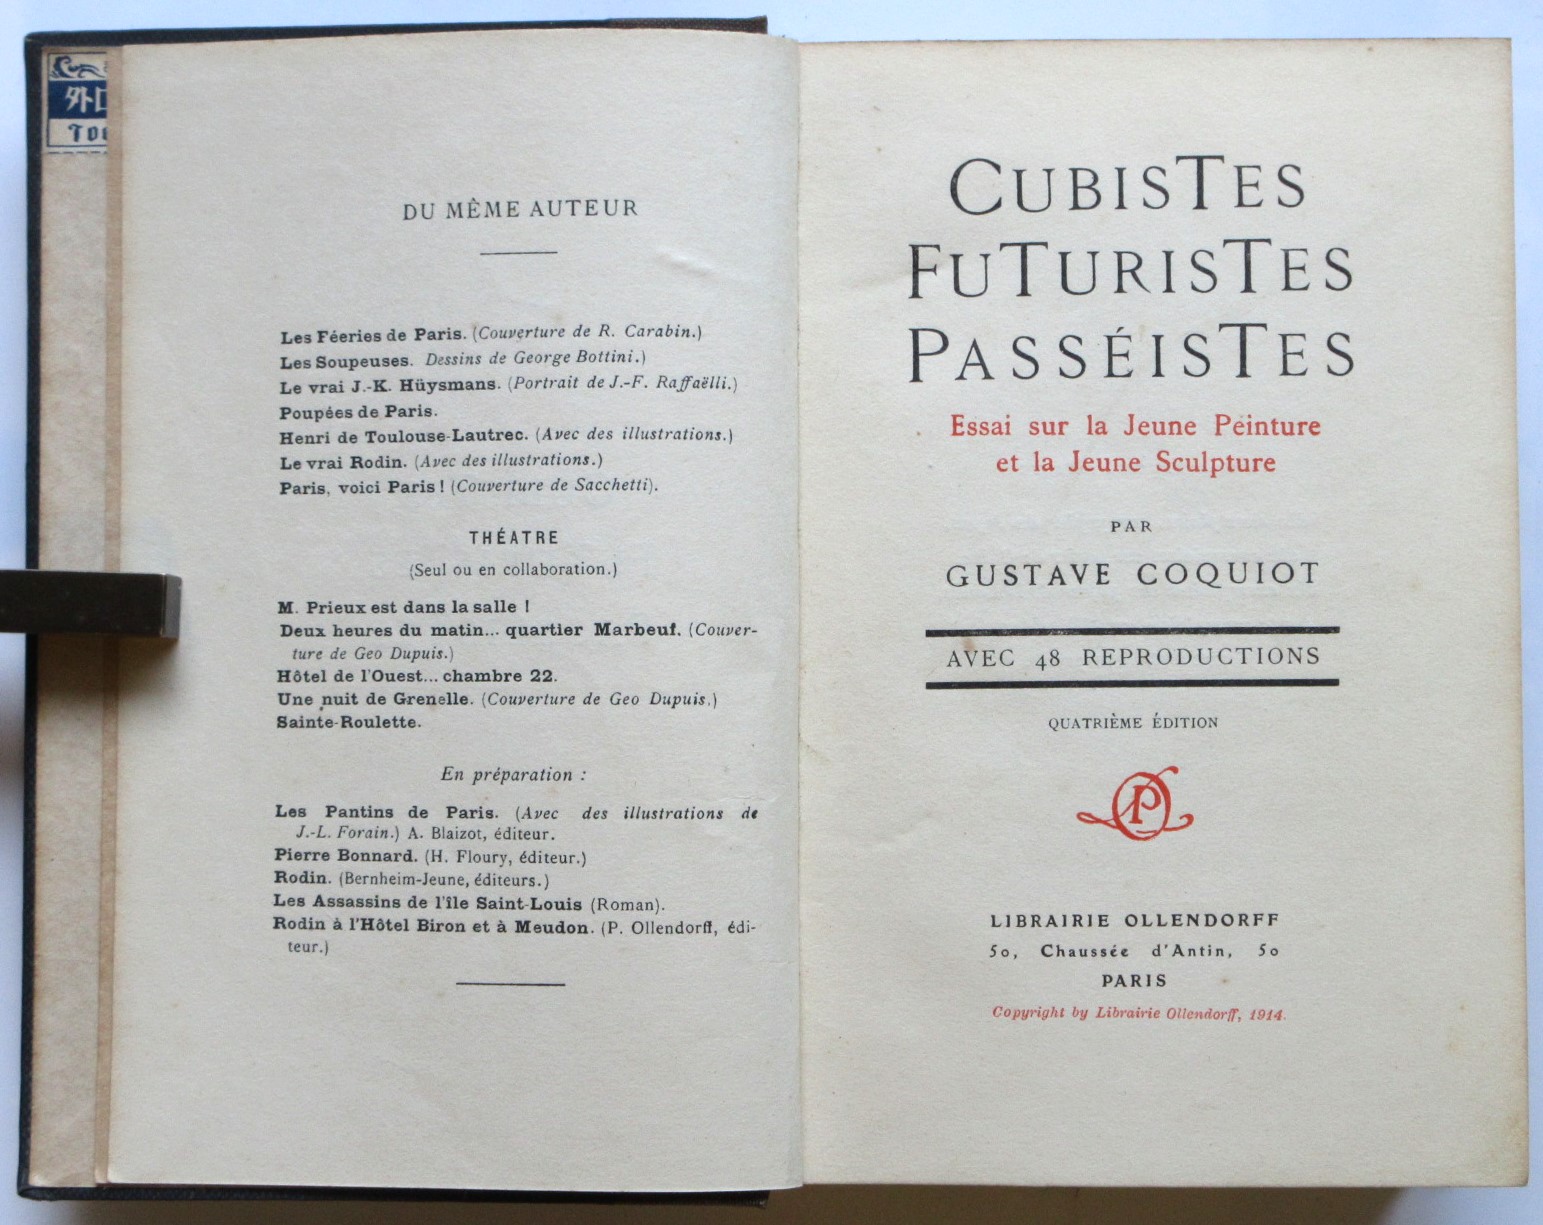 DU MÊME AUTEUR
Les Féeries de Paris. (Couverture de R. Carabin.)
Les Soupeuses. Dessins de George Bottini.)
Le vrai J.-K. Hüysmans. (Portrait de J.-F. Raffaëlli.)
Poupées de Paris.
Henri de Toulouse-Lautrec. (Avec des illustrations.)
Le vrai Rodin. (Avec des illustrations.)
Paris, voici Paris ! (Couverture de Sacchetti).
THÉATRE
(Seul ou en collaboration.)
M. Prieux est dans la salle !
Deux heures du matin... quartier Marbeuf. (Couver-
ture de Geo Dupuis.)
Hôtel de l'Ouest... chambre 22.
Une nuit de Grenelle. (Couverture de Geo Dupuis.)
Sainte-Roulette.
En préparation :
Les Pantins de Paris. (Avec des illustrations de
J.-L. Forain.) A. Blaizot, éditeur.
Pierre Bonnard. (H. Floury, éditeur.)
Rodin. (Bernheim-Jeune, éditeurs.)
Les Assassins de l'île Saint-Louis (Roman).
Rodin à l'Hôtel Biron et à Meudon. (P. Ollendorff, édi-
teur.)
CUBISTES
FUTURISTES
PASSÉISTES
Essai sur la Jeune Peinture
et la Jeune Sculpture
PAR
GUSTAVE COQUIOT
AVEC 48 REPRODUCTIONS
QUATRIÈME ÉDITION
LIBRAIRIE OLLENDORFF
50, Chaussée d'Antin, 50
PARIS
Copyright by Librairie Ollendorff, 1914.